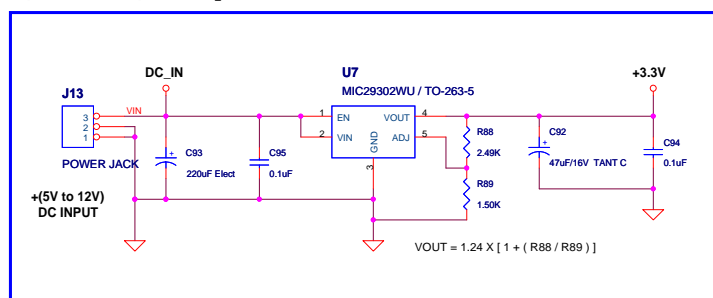 DC_IN
U7
+3.3V
MIC29302WU / TO-263-5
J13
VIN
3
2
1
POWER JACK
1
EN
VOUT
4
2
VIN
ADJ
5
GND
3
C93
220uF Elect
C95
0.1uF
R88
2.49K
R89
1.50K
C92
47uF/16V TANT C
C94
0.1uF
+(5V to 12V)
DC INPUT
VOUT = 1.24 X [ 1 + ( R88 / R89 ) ]